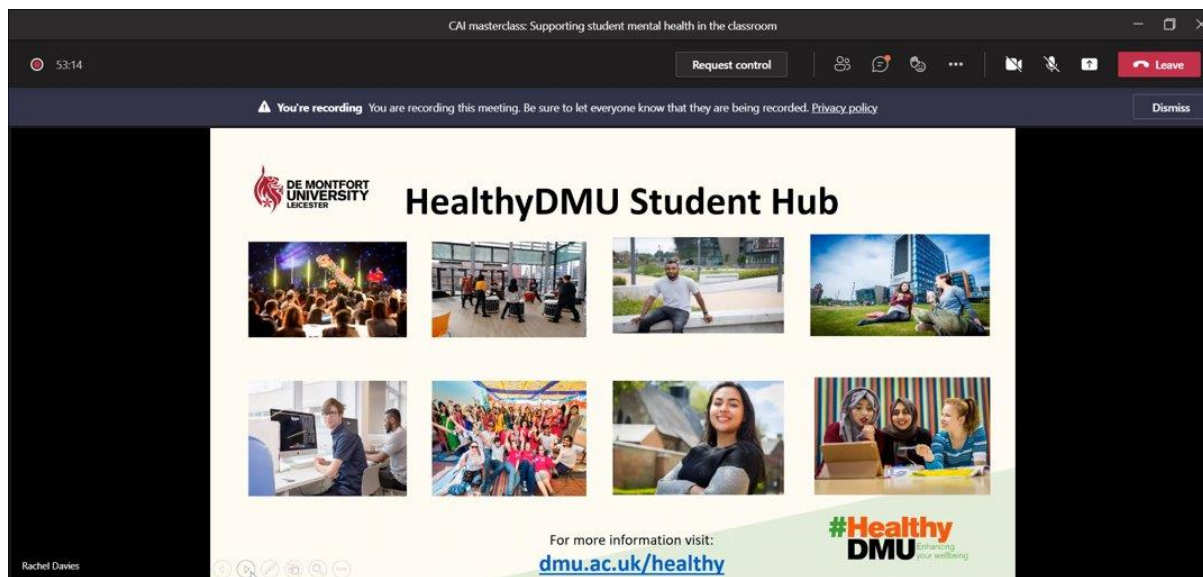 CAI masterclass: Supporting student mental health in the classroom
53:14
Request control
Leave
You're recording You are recording this meeting. Be sure to let everyone know that they are being recorded. Privacy policy
Dismiss
DE MONTFORT
UNIVERSITY
LEICESTER
HealthyDMU Student Hub
For more information visit:
dmu.ac.uk/healthy
#Healthy
DMU
Enhancing
your wellbeing
Rachel Davies